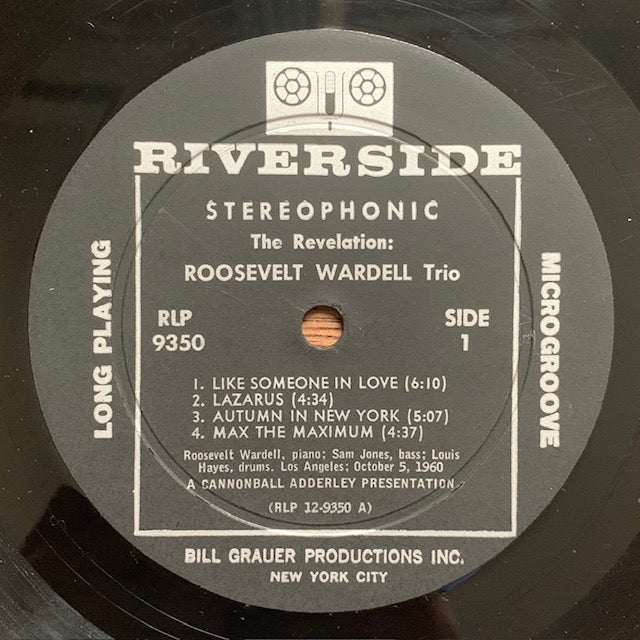 RIVERSIDE
STEREOPHONIC
The Revelation:
ROOSEVELT WARDELL Trio
LONG PLAYING
RLP
9350
SIDE
1
MICROGROOVE
1. LIKE SOMEONE IN LOVE (6:10)
2. LAZARUS (4:34)
3. AUTUMN IN NEW YORK (5:07)
4. MAX THE MAXIMUM (4:37)
Roosevelt Wardell, piano; Sam Jones, bass; Louis
Hayes, drums. Los Angeles; October 5, 1960
A CANNONBALL ADDERLEY PRESENTATION
(RLP 12-9350 A)
BILL GRAUER PRODUCTIONS INC.
NEW YORK CITY